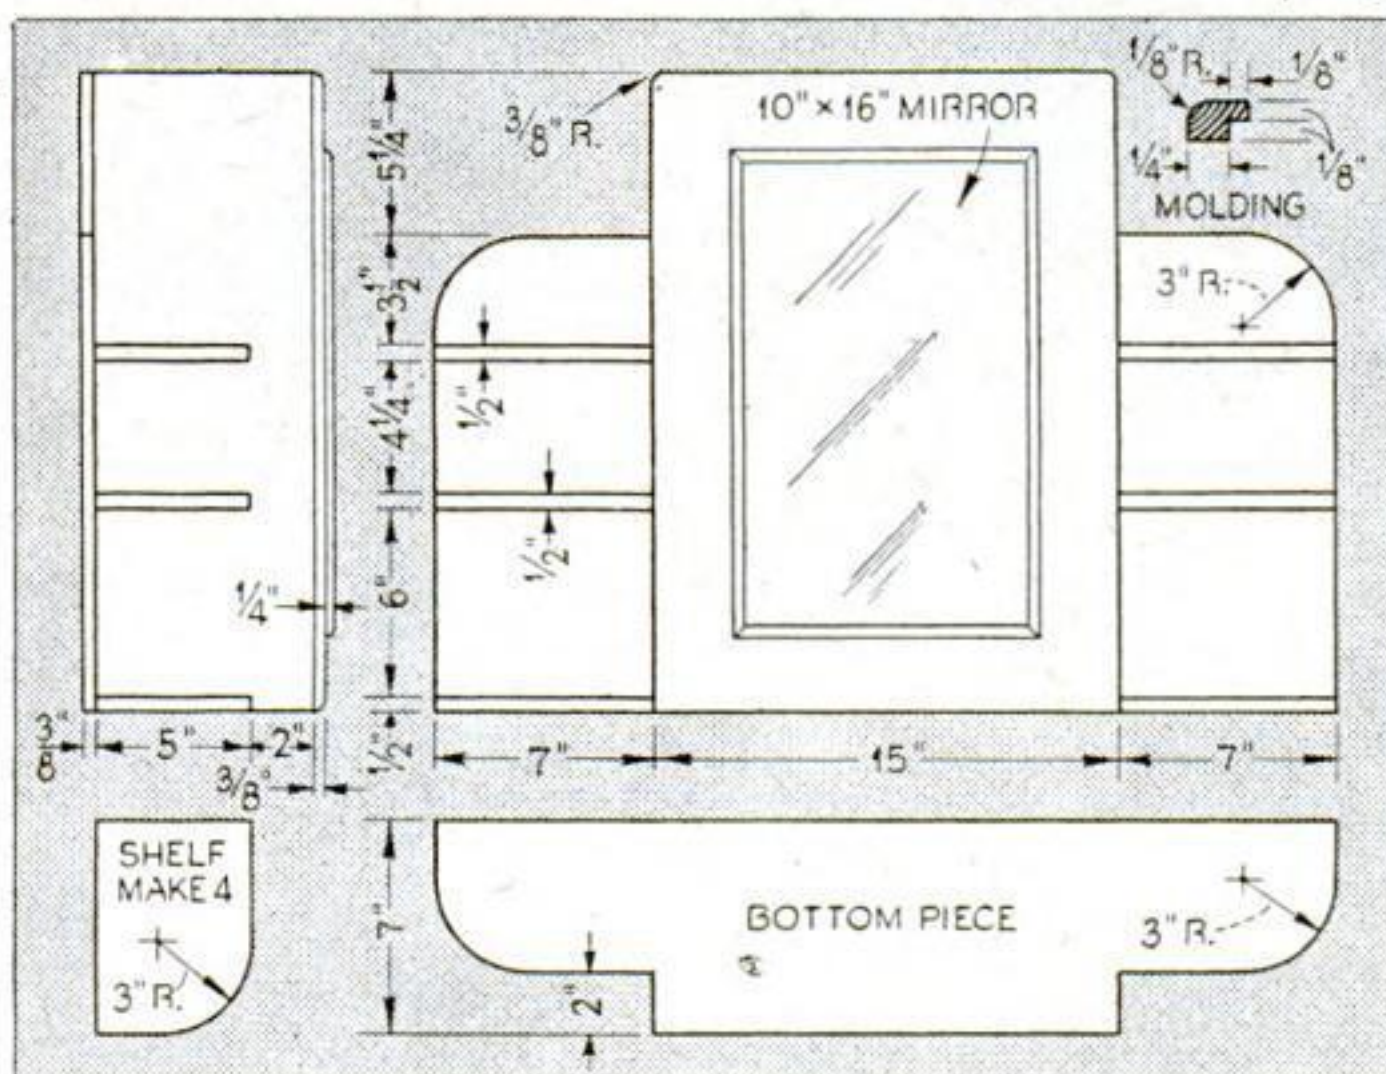 10" × 16" MIRROR
3/8" R.
1/8" R.
1/8"
1/4"
1/8"
MOLDING
5 1/4"
3 1/2"
3" R.
1/2"
4 1/4"
1/2"
6"
1/4"
3/8"
5"
2"
3/8"
1/2"
7"
15"
7"
SHELF
MAKE 4
3" R.
7"
2"
BOTTOM PIECE
3" R.